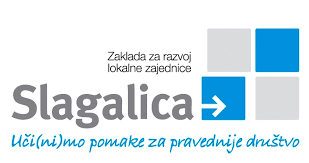 Zaklada za razvoj
lokalne zajednice
Slagalica
Uči(ni)mo pomake za pravednije društvo